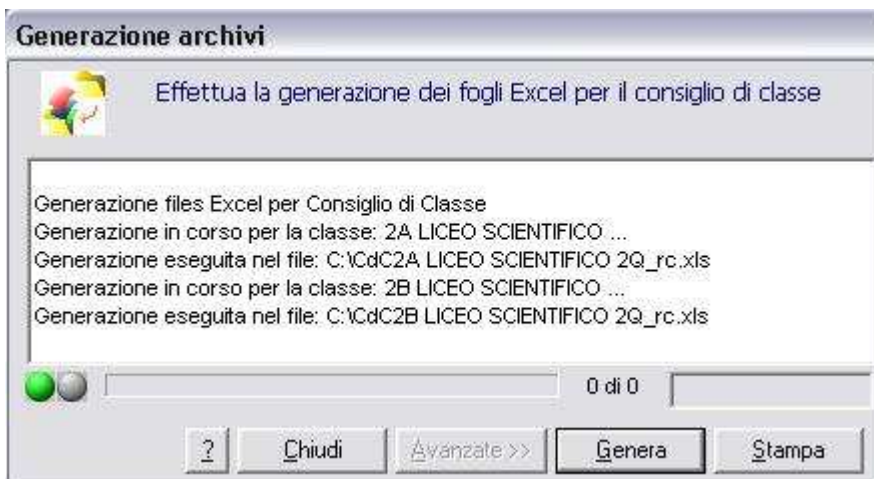 Generazione archivi
Effettua la generazione dei fogli Excel per il consiglio di classe
Generazione files Excel per Consiglio di Classe
Generazione in corso per la classe: 2A LICEO SCIENTIFICO ...
Generazione eseguita nel file: C:\CdC2A LICEO SCIENTIFICO 2Q_rc.xls
Generazione in corso per la classe: 2B LICEO SCIENTIFICO ...
Generazione eseguita nel file: C:\CdC2B LICEO SCIENTIFICO 2Q_rc.xls
0 di 0
? Chiudi Avanzate >> Genera Stampa